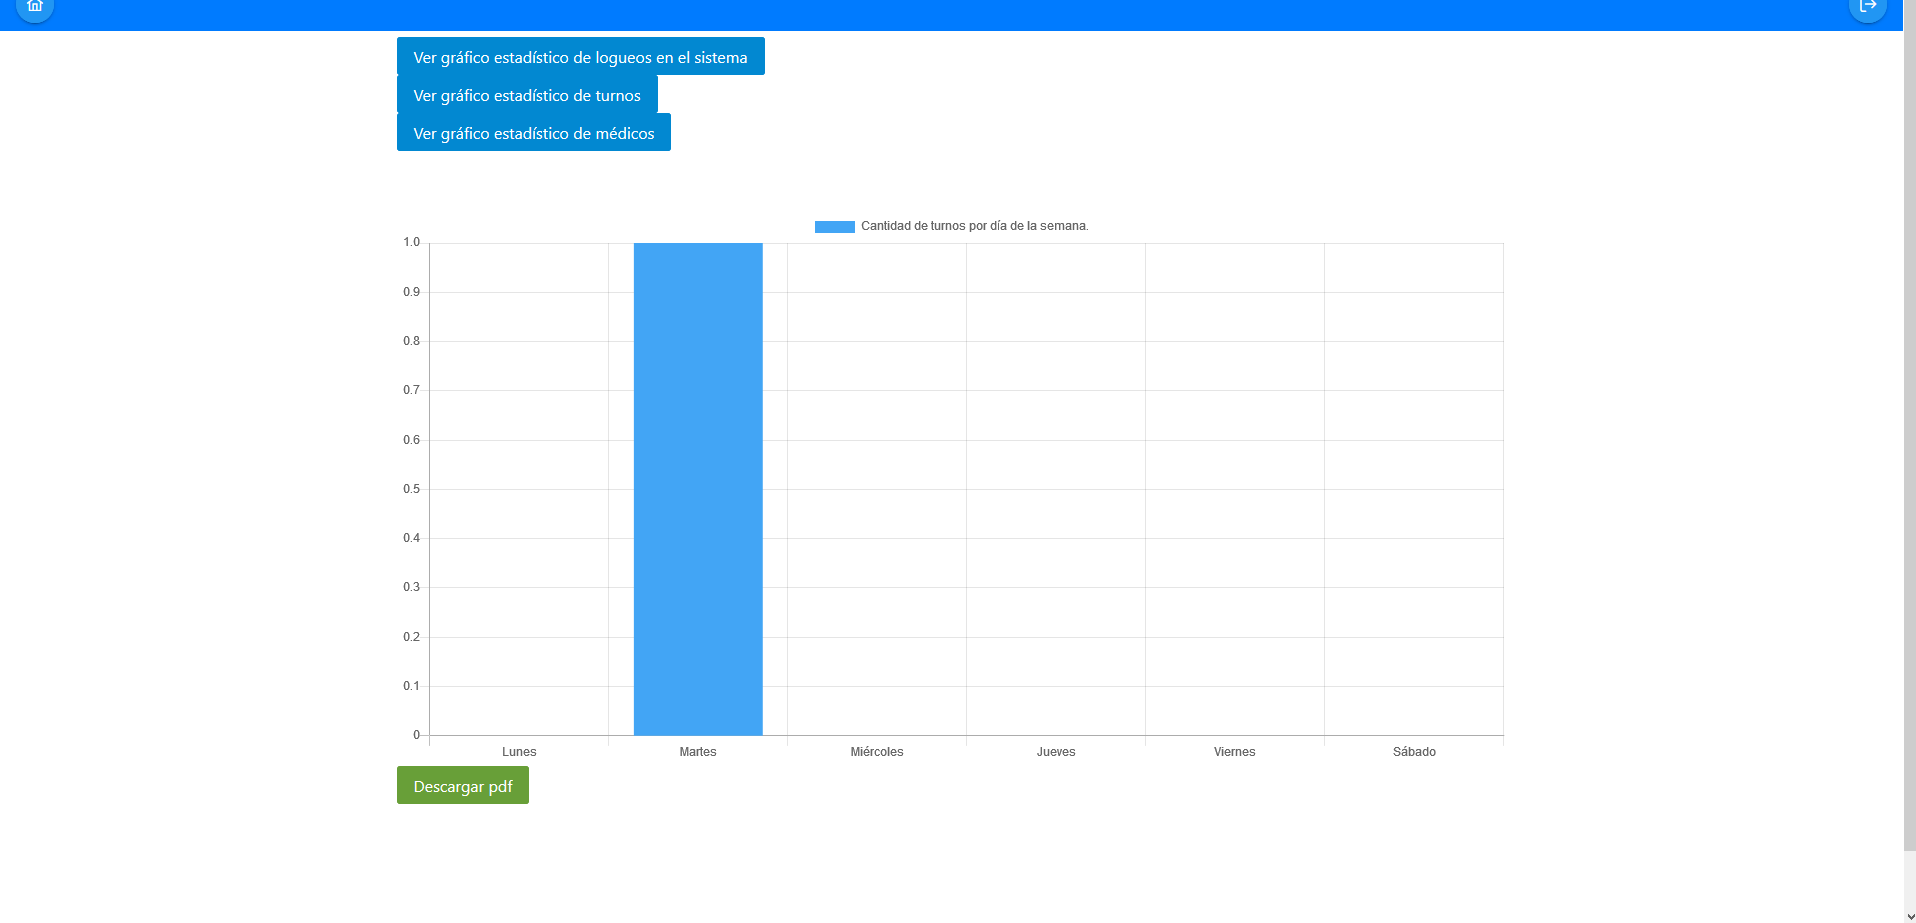 Ver gráfico estadístico de logueos en el sistema
Ver gráfico estadístico de turnos
Ver gráfico estadístico de médicos
Cantidad de turnos por día de la semana.
1.0
0.9
0.8
0.7
0.6
0.5
0.4
0.3
0.2
0.1
0
Lunes Martes Miércoles Jueves Viernes Sábado
Descargar pdf